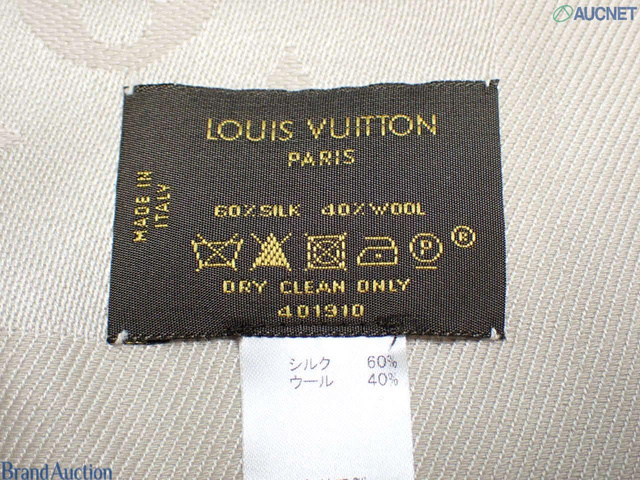 AUCNET
LOUIS VUITTON
PARIS
MADE IN
ITALY
60% SILK 40% WOOL
P
®
DRY CLEAN ONLY
401910
シルク 60%
ウール 40%
Brand Auction